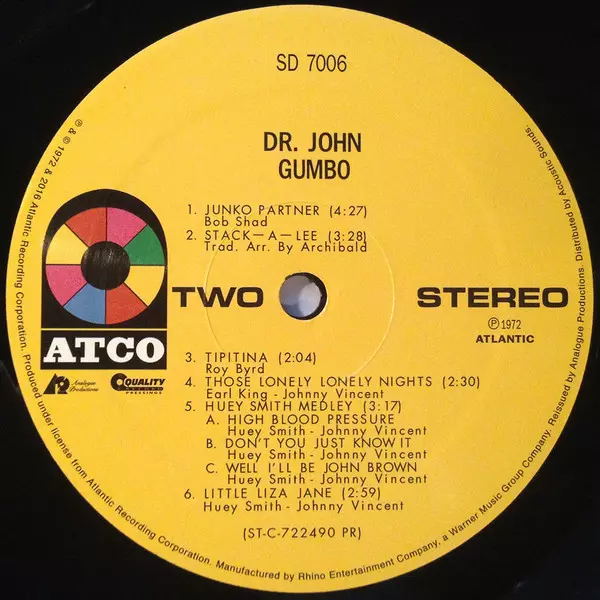 SD 7006
DR. JOHN
GUMBO
1. JUNKO PARTNER (4:27)
Bob Shad
2. STACK—A—LEE (3:28)
Trad. Arr. By Archibald
TWO
STEREO
℗ 1972
ATLANTIC
ATCO
Analogue Productions
QUALITY RECORD PRESSINGS
3. TIPITINA (2:04)
Roy Byrd
4. THOSE LONELY LONELY NIGHTS (2:30)
Earl King - Johnny Vincent
5. HUEY SMITH MEDLEY (3:17)
A. HIGH BLOOD PRESSURE
Huey Smith - Johnny Vincent
B. DON'T YOU JUST KNOW IT
Huey Smith - Johnny Vincent
C. WELL I'LL BE JOHN BROWN
Huey Smith - Johnny Vincent
6. LITTLE LIZA JANE (2:59)
Huey Smith - Johnny Vincent
(ST-C-722490 PR)
℗ & © 1972 & 2016 Atlantic Recording Corporation. Produced under license from Atlantic Recording Corporation. Manufactured by Rhino Entertainment Company, a Warner Music Group Company. Reissued by Analogue Productions. Distributed by Acoustic Sounds.